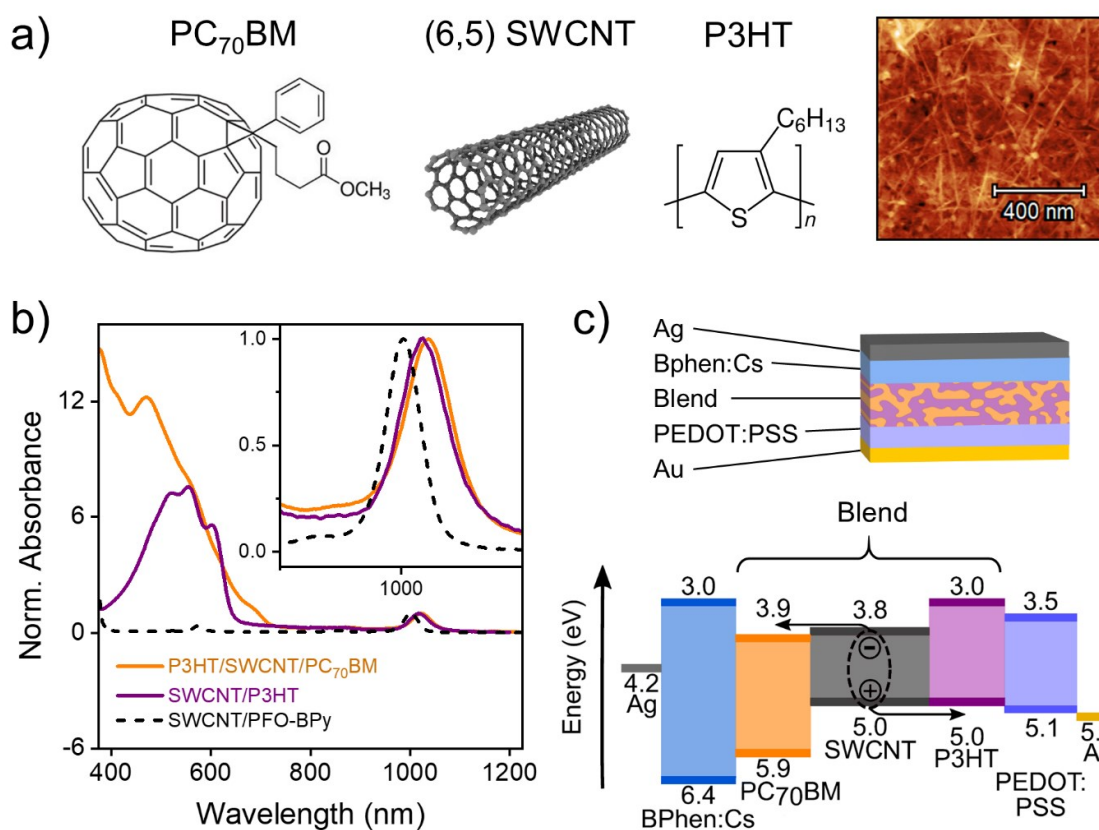 a)
PC70BM
(6,5) SWCNT
P3HT
OCH3
O
C6H13
S
n
400 nm
b)
Norm. Absorbance
12
6
0
-6
400
600
800
1000
1200
Wavelength (nm)
1.0
0.5
0.0
1000
P3HT/SWCNT/PC70BM
SWCNT/P3HT
SWCNT/PFO-BPy
c)
Ag
Bphen:Cs
Blend
PEDOT:PSS
Au
Blend
Energy (eV)
3.0
3.9
3.8
3.0
3.5
4.2
Ag
−
+
5.0
SWCNT
5.0
P3HT
5.1
5.
A
5.9
PC70BM
6.4
BPhen:Cs
PEDOT:
PSS